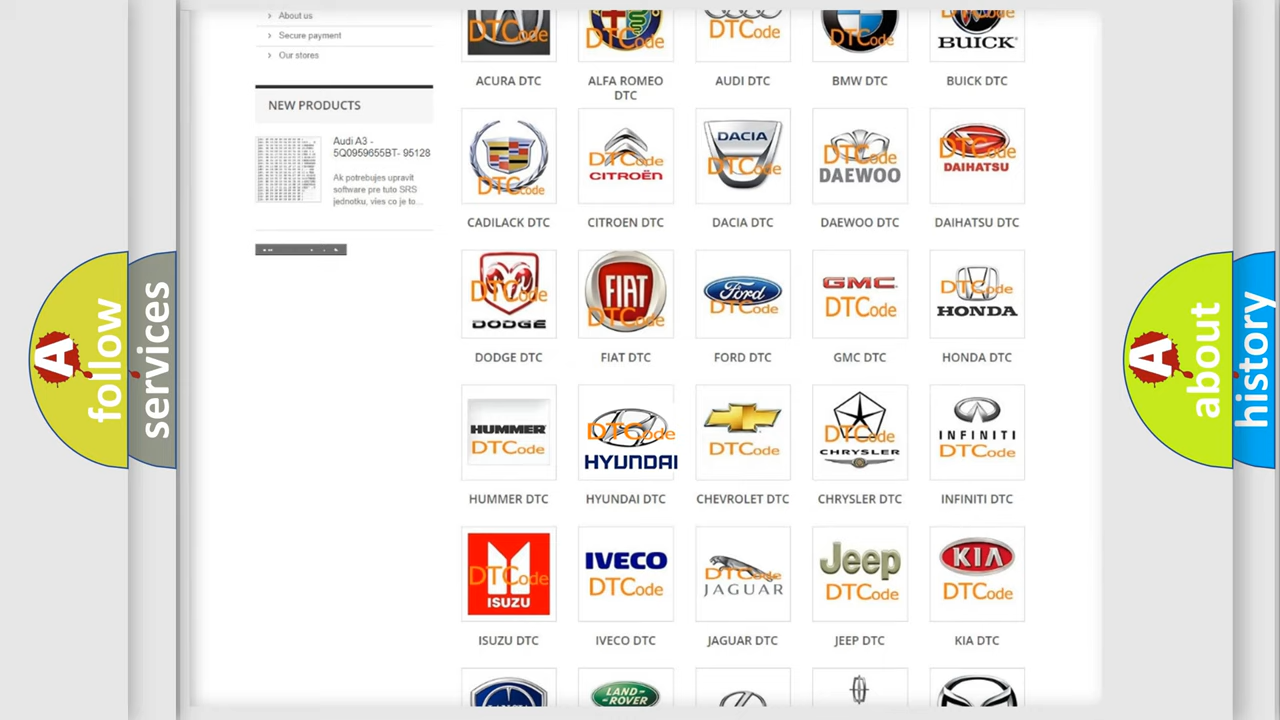 About us
Secure payment
Our stores
NEW PRODUCTS
Audi A3 -
5Q0959655BT- 95128
Ak potrebujes upravit
software pre tuto SRS
jednotku, vies co je to...
DTCode
DTCode
DTCode
DTCode
BUICK
ACURA DTC
ALFA ROMEO
DTC
AUDI DTC
BMW DTC
BUICK DTC
DTCode
DTCode
CITROËN
DACIA
DTCode
DTCode
DAEWOO
DTCode
DAIHATSU
CADILACK DTC
CITROEN DTC
DACIA DTC
DAEWOO DTC
DAIHATSU DTC
DTCode
DODGE
FIAT
DTCode
Ford
DTCode
GMC
DTCode
DTCode
HONDA
DODGE DTC
FIAT DTC
FORD DTC
GMC DTC
HONDA DTC
HUMMER
DTCode
DTCode
HYUNDAI
DTCode
DTCode
CHRYSLER
INFINITI
DTCode
HUMMER DTC
HYUNDAI DTC
CHEVROLET DTC
CHRYSLER DTC
INFINITI DTC
DTCode
ISUZU
IVECO
DTCode
DTCode
JAGUAR
Jeep
DTCode
KIA
DTCode
ISUZU DTC
IVECO DTC
JAGUAR DTC
JEEP DTC
KIA DTC
LAND-
ROVER
A follow
services
A about
history